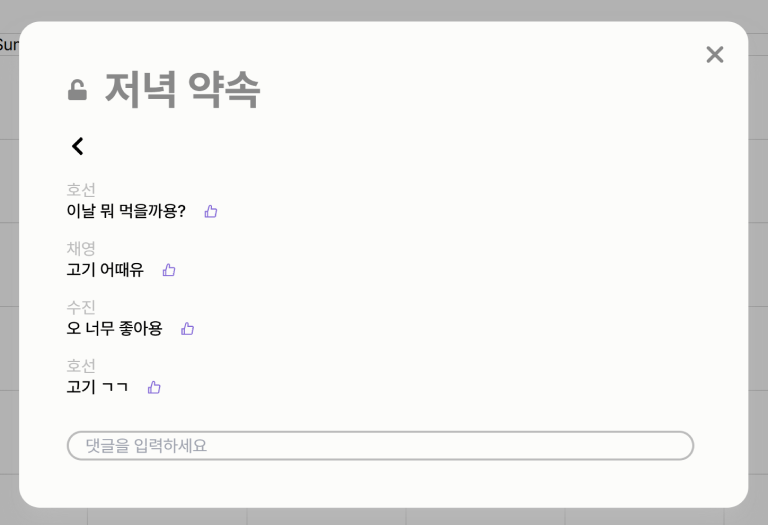 Sun
저녁 약속
호선
이날 뭐 먹을까용?
채영
고기 어때유
수진
오 너무 좋아용
호선
고기 ㄱㄱ
댓글을 입력하세요